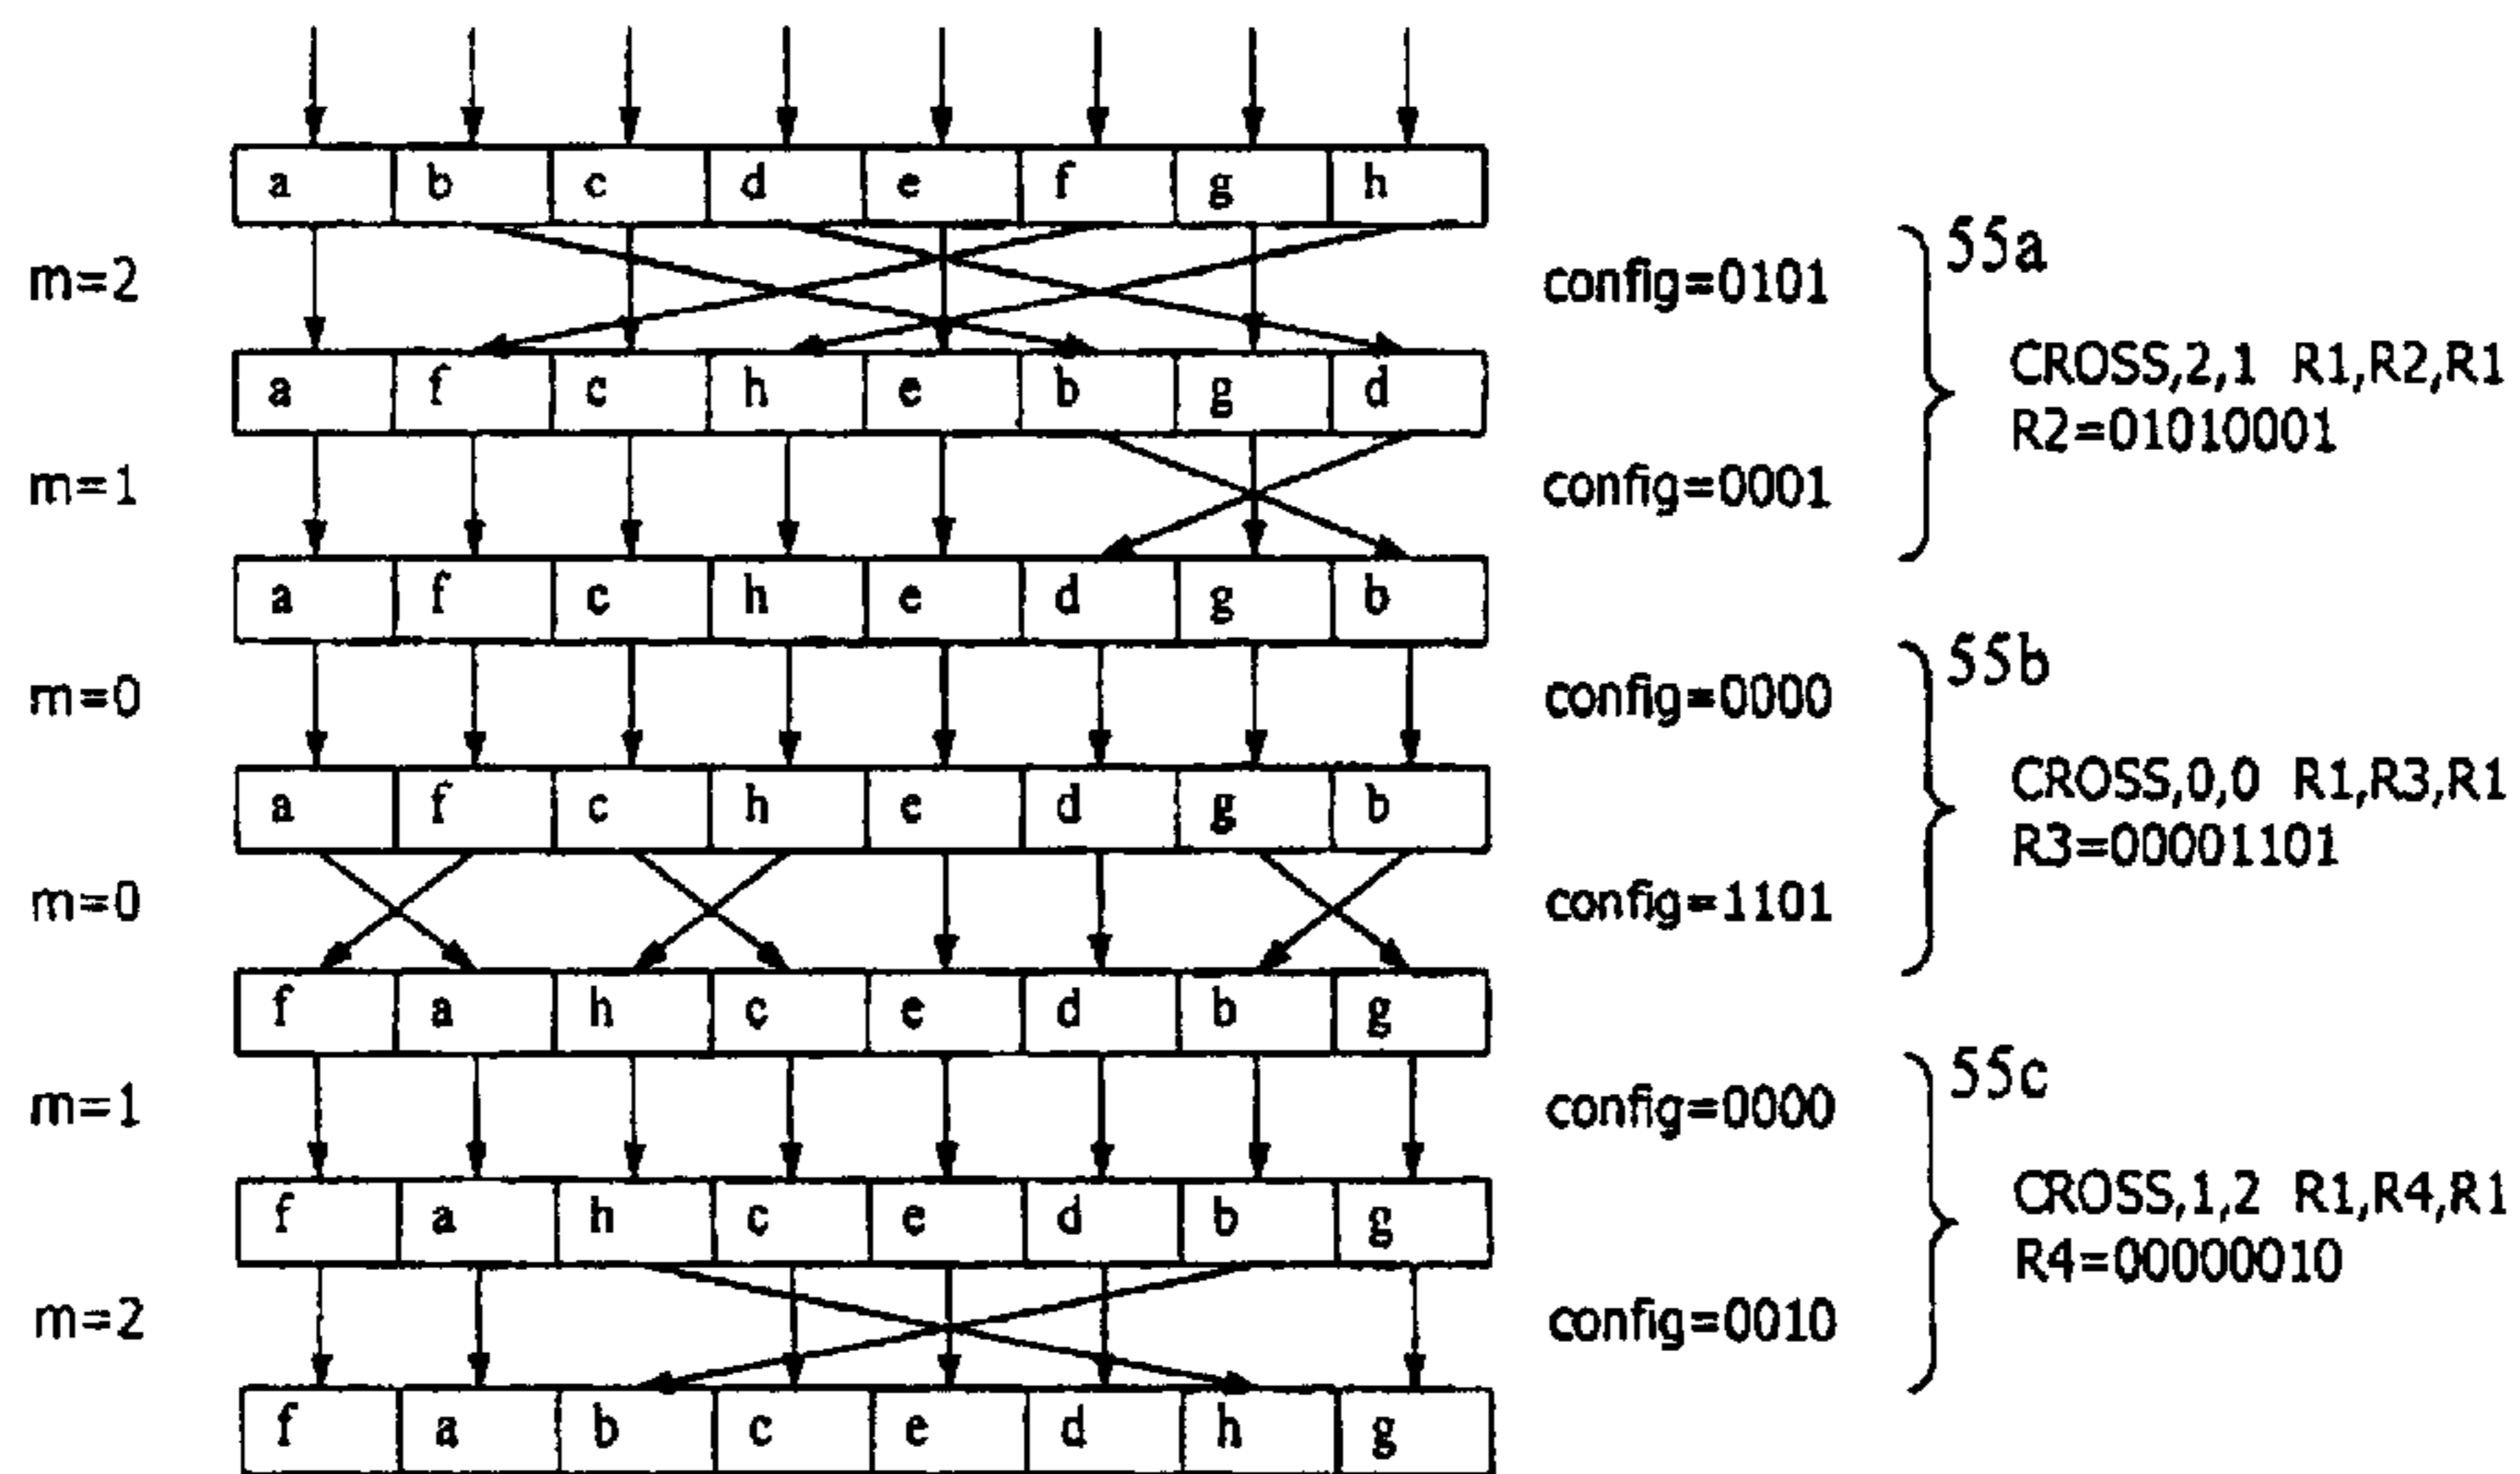 a b c d e f g h
m=2 config=0101 55a
a f c h e b g d CROSS,2,1 R1,R2,R1
R2=01010001
m=1 config=0001
a f c h e d g b
m=0 config=0000 55b
a f c h e d g b CROSS,0,0 R1,R3,R1
R3=00001101
m=0 config=1101
f a h c e d b g
m=1 config=0000 55c
f a h c e d b g CROSS,1,2 R1,R4,R1
R4=00000010
m=2 config=0010
f a b c e d h g